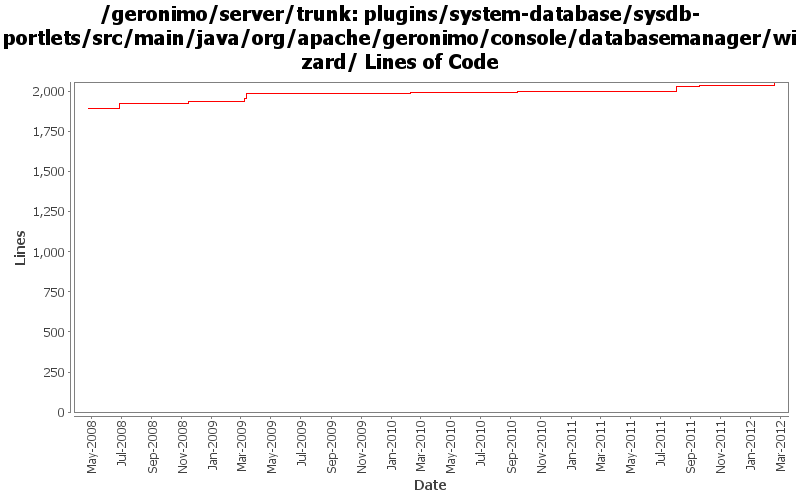 /geronimo/server/trunk: plugins/system-database/sysdb-
portlets/src/main/java/org/apache/geronimo/console/databasemanager/wi
zard/ Lines of Code
2,000
1,750
1,500
1,250
1,000
750
500
250
0
Lines
May-2008
Jul-2008
Sep-2008
Nov-2008
Jan-2009
Mar-2009
May-2009
Jul-2009
Sep-2009
Nov-2009
Jan-2010
Mar-2010
May-2010
Jul-2010
Sep-2010
Nov-2010
Jan-2011
Mar-2011
May-2011
Jul-2011
Sep-2011
Nov-2011
Jan-2012
Mar-2012
Date